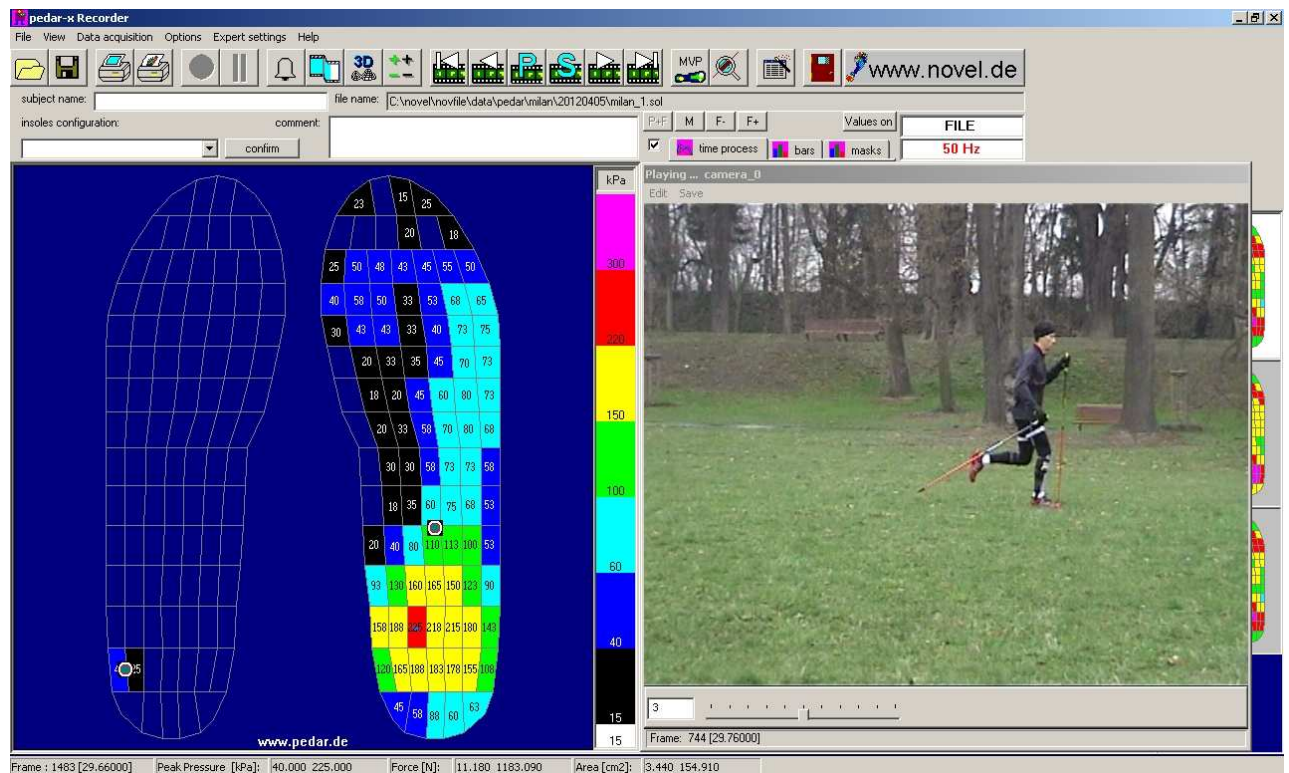 pedar-x Recorder
File View Data acquisition Options Expert settings Help
3D MVP www.novel.de
subject name: file name: C:\novel\novfile\data\pedar\milan\20120405\milan_1.sol
insoles configuration: comment: P+F M F- F+ Values on FILE
confirm time process bars masks 50 Hz
kPa Playing ... camera_0
Edit Save
23 15 25
20 18
25 50 48 43 45 55 50 300
40 58 50 33 53 68 65
30 43 43 33 40 73 75 220
20 33 35 45 70 73
18 20 45 60 80 73 150
20 33 58 70 80 68
30 30 58 73 73 58 100
18 35 60 75 68 53
20 40 80 110 113 100 53 60
93 130 160 165 150 123 90
158 188 225 218 215 180 143 40
25 120 165 188 183 178 155 108
45 58 88 60 63 15 3
www.pedar.de 15 Frame: 744 [29.76000]
Frame : 1483 [29.66000] Peak Pressure [kPa]: 40.000 225.000 Force [N]: 11.180 1183.090 Area [cm2]: 3.440 154.910